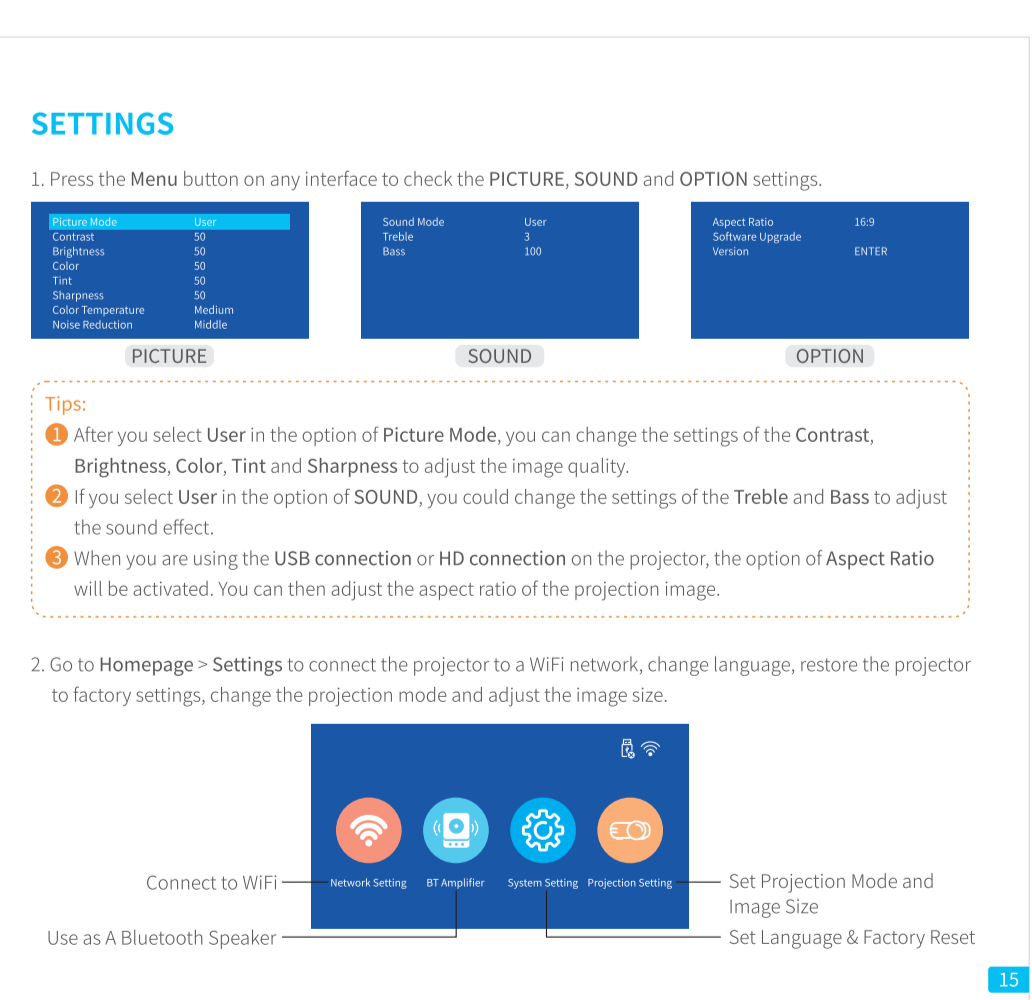 SETTINGS
1. Press the Menu button on any interface to check the PICTURE, SOUND and OPTION settings.
Picture Mode User
Contrast 50
Brightness 50
Color 50
Tint 50
Sharpness 50
Color Temperature Medium
Noise Reduction Middle
PICTURE
Sound Mode User
Treble 3
Bass 100
SOUND
Aspect Ratio 16:9
Software Upgrade
Version ENTER
OPTION
Tips:
1 After you select User in the option of Picture Mode, you can change the settings of the Contrast,
Brightness, Color, Tint and Sharpness to adjust the image quality.
2 If you select User in the option of SOUND, you could change the settings of the Treble and Bass to adjust
the sound effect.
3 When you are using the USB connection or HD connection on the projector, the option of Aspect Ratio
will be activated. You can then adjust the aspect ratio of the projection image.
2. Go to Homepage > Settings to connect the projector to a WiFi network, change language, restore the projector
to factory settings, change the projection mode and adjust the image size.
Network Setting BT Amplifier System Setting Projection Setting
Connect to WiFi
Use as A Bluetooth Speaker
Set Projection Mode and
Image Size
Set Language & Factory Reset
15